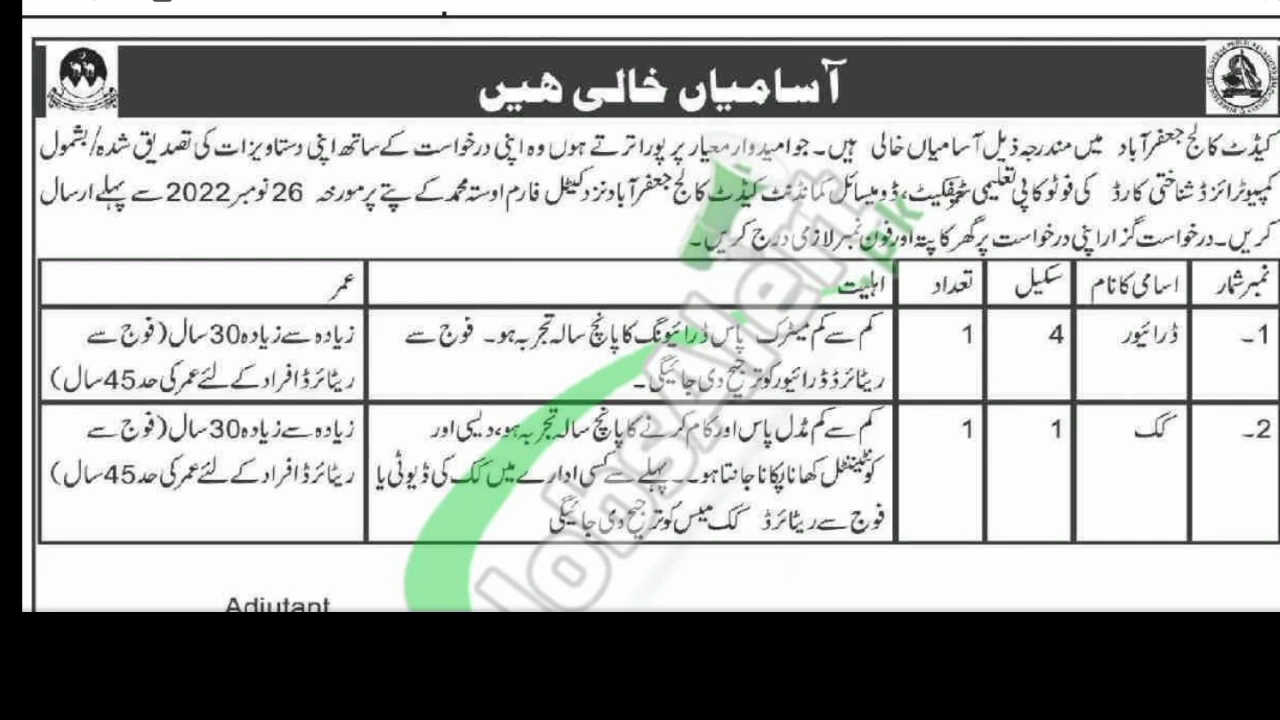 آسامیاں خالی ھیں
کیڈٹ کالج جعفرآباد میں مندرجہ ذیل آسامیاں خالی ہیں۔ جو امیدوار معیار پر پورا ترتے ہوں وہ اپنی درخواست کے ساتھ اپنی دستاویزات کی تصدیق شدہ/بشمول
کمپیوٹرائزڈ شناختی کارڈ کی فوٹو کاپی تعلیمی سٹیفکیٹ، ڈومیسائل کمانڈنٹ کیڈٹ کالج جعفرآباد نزد کیٹل فارم اوستہ محمد کے پتے پر مورخہ 26 نومبر 2022 سے پہلے ارسال
کریں۔ درخواست گزار اپنی درخواست پر گھر کا پتہ اور فون نمبر لازمی درج کریں۔
نمبر شمار اسامی کا نام سکیل تعداد اہلیت عمر
1۔ ڈرائیور 4 1 کم سے کم میٹرک پاس ڈرائیونگ کا پانچ سالہ تجربہ ہو۔ فوج سے زیادہ سے زیادہ 30 سال (فوج سے
ریٹائرڈ ڈرائیور کو ترجیح دی جائیگی۔ ریٹائرڈ افراد کے لئے عمر کی حد 45 سال)
2۔ کک 1 1 کم سے کم مڈل پاس اور کام کرنے کا پانچ سالہ تجربہ ہو، دیسی اور زیادہ سے زیادہ 30 سال (فوج سے
کونٹینٹل کھانا پکانا جانتا ہو۔۔ پہلے سے کسی ادارے میں کک کی ڈیوٹی یا ریٹائرڈ افراد کے لئے عمر کی حد 45 سال)
فوج سے ریٹائرڈ کک میس کو ترجیح دی جائیگی
Adjutant
JobsAlert.pk